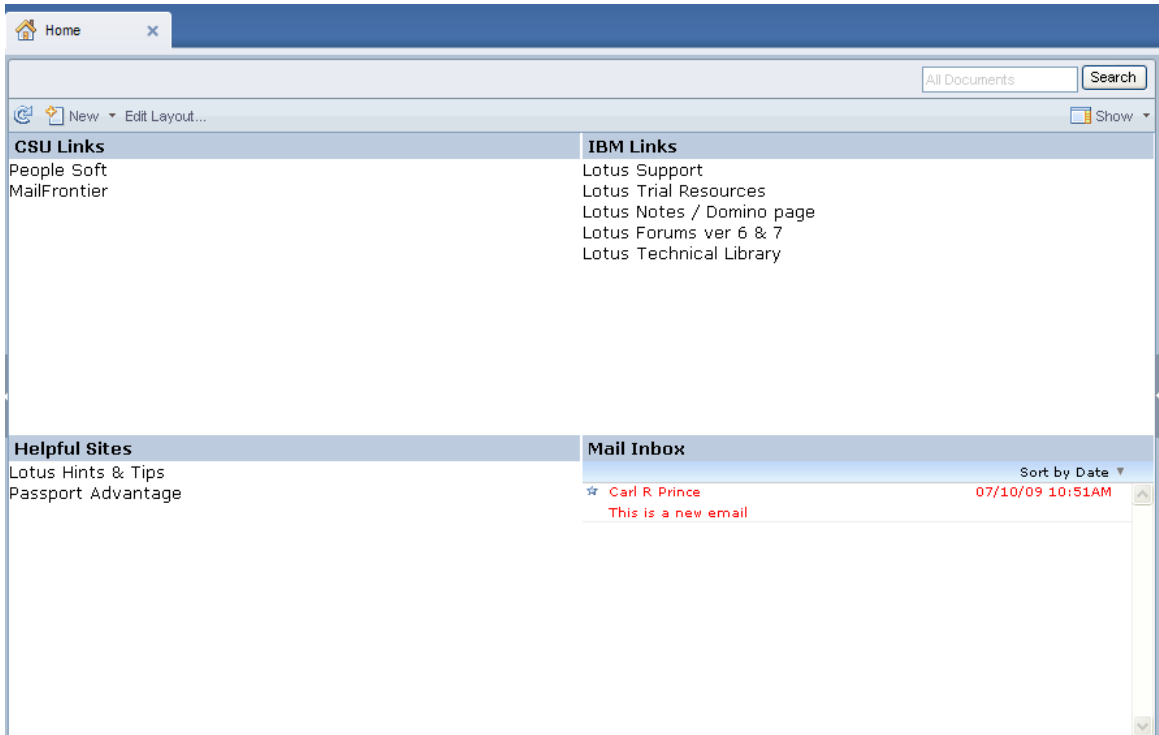 Home
All Documents
Search
New
Edit Layout...
Show
CSU Links
People Soft
MailFrontier
IBM Links
Lotus Support
Lotus Trial Resources
Lotus Notes / Domino page
Lotus Forums ver 6 & 7
Lotus Technical Library
Helpful Sites
Lotus Hints & Tips
Passport Advantage
Mail Inbox
Sort by Date
Carl R Prince 07/10/09 10:51AM
This is a new email